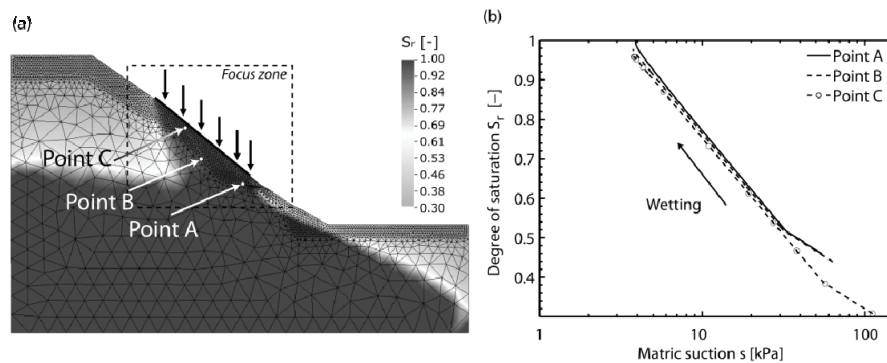 (a)
Sr [-]
Focus zone
1.00
0.92
0.84
0.77
0.69
0.61
0.53
0.46
0.38
0.30
Point C
Point B
Point A
(b)
Degree of saturation Sr [-]
1
0.9
0.8
0.7
0.6
0.5
0.4
Point A
Point B
Point C
Wetting
1
10
100
Matric suction s [kPa]